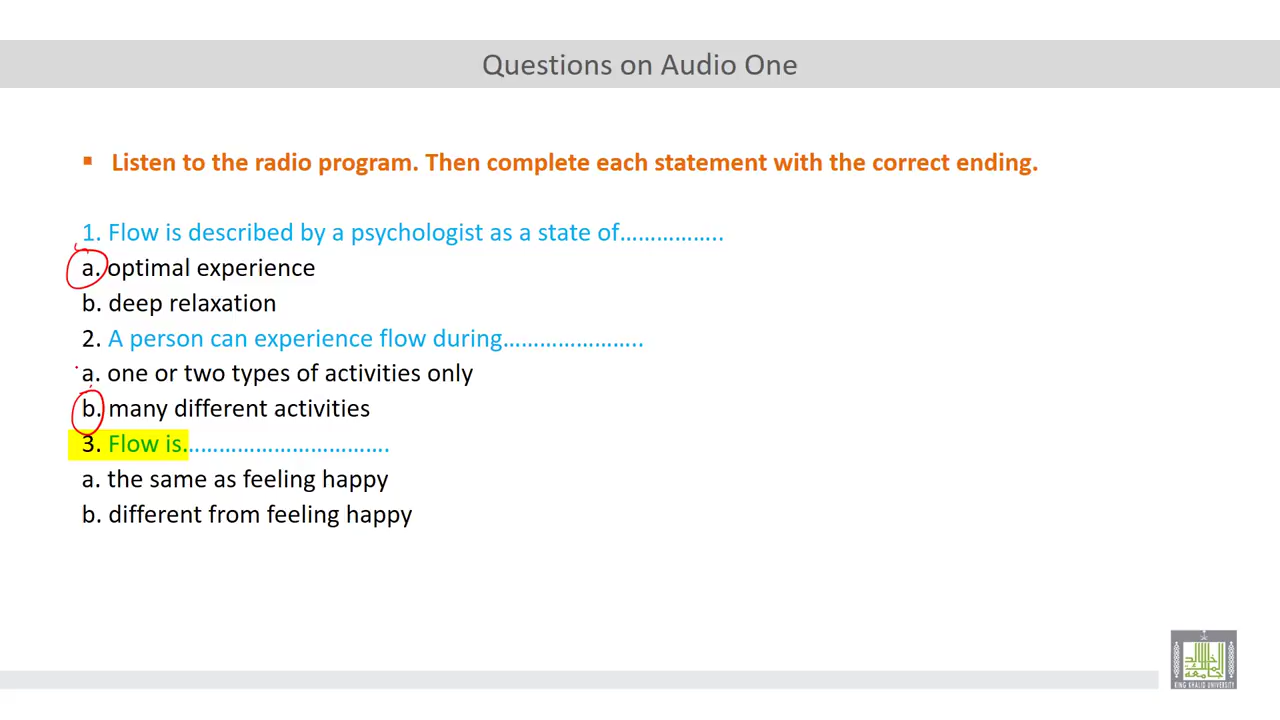 Questions on Audio One
▪ Listen to the radio program. Then complete each statement with the correct ending.
1. Flow is described by a psychologist as a state of……………..
a. optimal experience
b. deep relaxation
2. A person can experience flow during…………………..
a. one or two types of activities only
b. many different activities
3. Flow is…………………………….
a. the same as feeling happy
b. different from feeling happy
KING KHALID UNIVERSITY